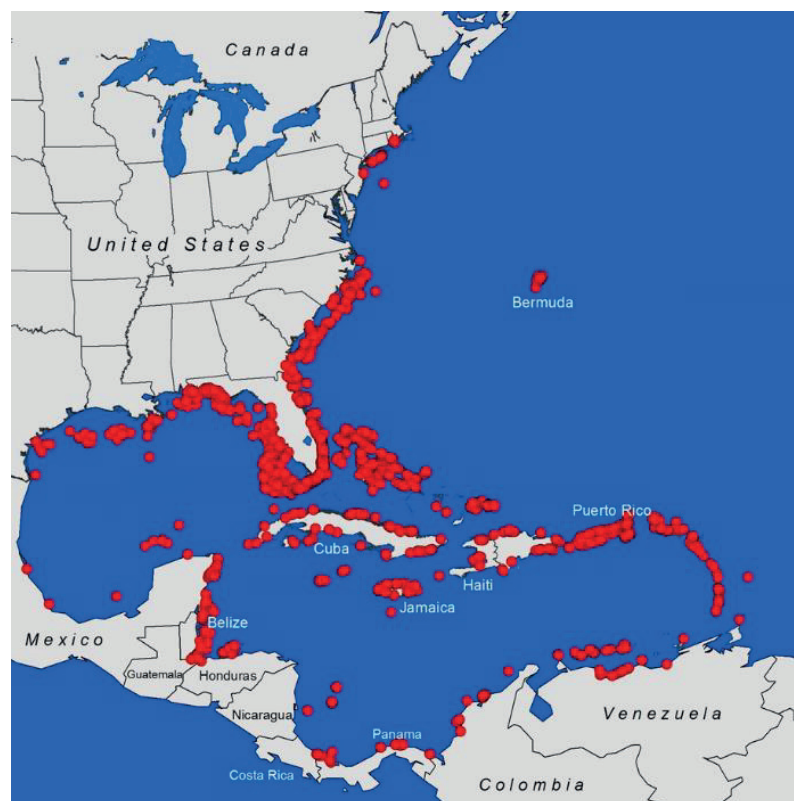 Canada
United States
Bermuda
Puerto Rico
Cuba
Haiti
Jamaica
Belize
Mexico
Guatemala
Honduras
Nicaragua
Venezuela
Panama
Costa Rica
Colombia